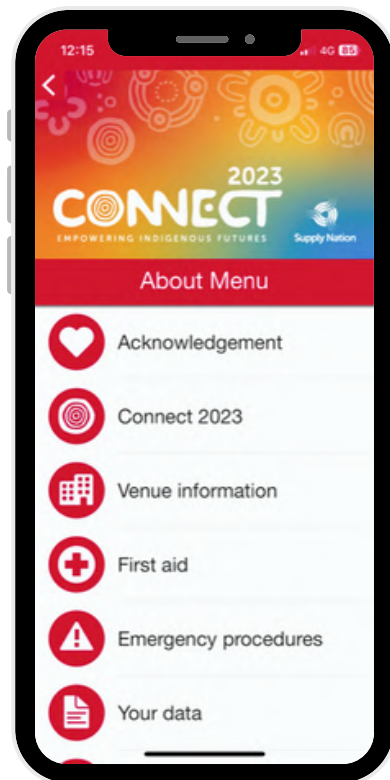 12:15
4G 85
2023
CONNECT
EMPOWERING INDIGENOUS FUTURES
Supply Nation
About Menu
Acknowledgement
Connect 2023
Venue information
First aid
Emergency procedures
Your data